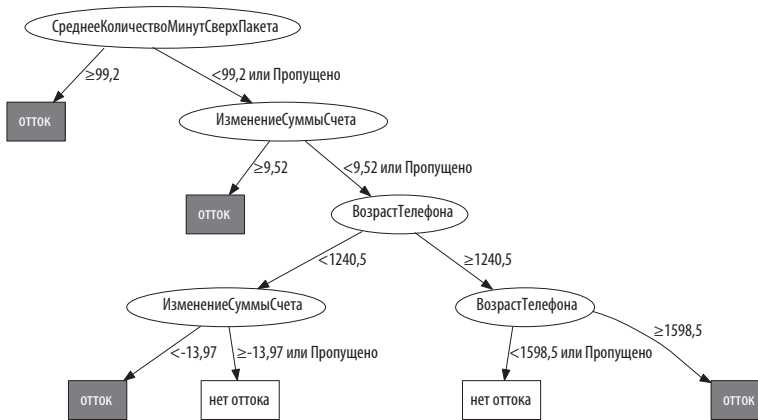 СреднееКоличествоМинутСверхПакета
≥99,2
<99,2 или Пропущено
отток
ИзменениеСуммыСчета
≥9,52
<9,52 или Пропущено
отток
ВозрастТелефона
<1240,5
≥1240,5
ИзменениеСуммыСчета
ВозрастТелефона
<-13,97
≥-13,97 или Пропущено
<1598,5 или Пропущено
≥1598,5
отток
нет оттока
нет оттока
отток